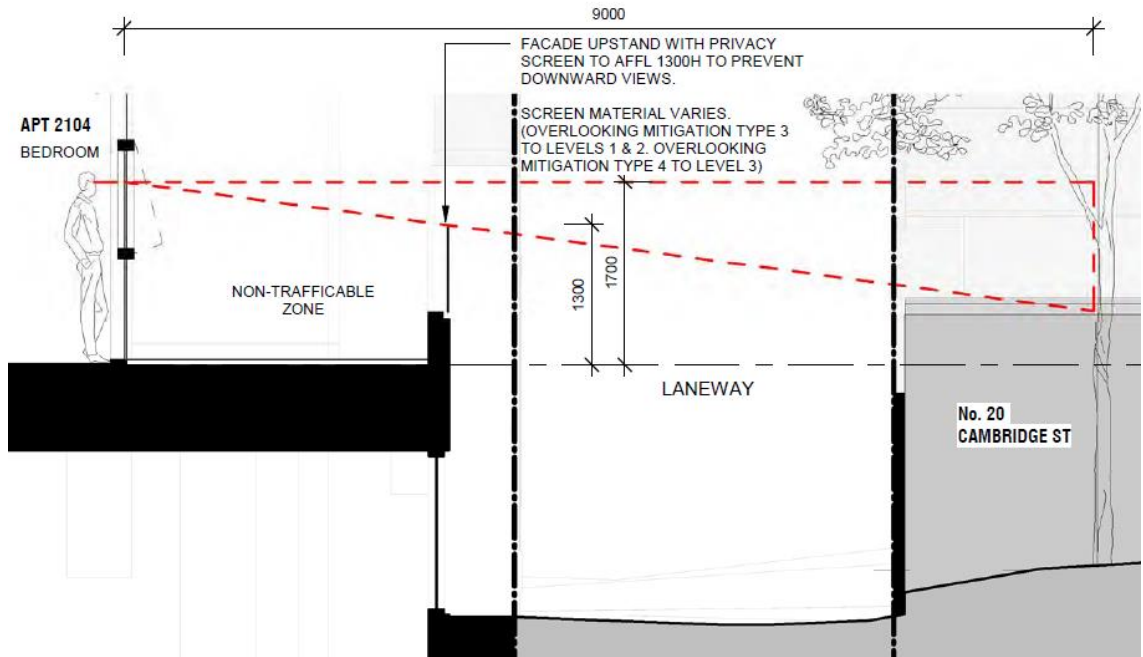 9000
FACADE UPSTAND WITH PRIVACY
SCREEN TO AFFL 1300H TO PREVENT
DOWNWARD VIEWS.
SCREEN MATERIAL VARIES.
(OVERLOOKING MITIGATION TYPE 3
TO LEVELS 1 & 2. OVERLOOKING
MITIGATION TYPE 4 TO LEVEL 3)
APT 2104
BEDROOM
NON-TRAFFICABLE
ZONE
1300
1700
LANEWAY
No. 20
CAMBRIDGE ST